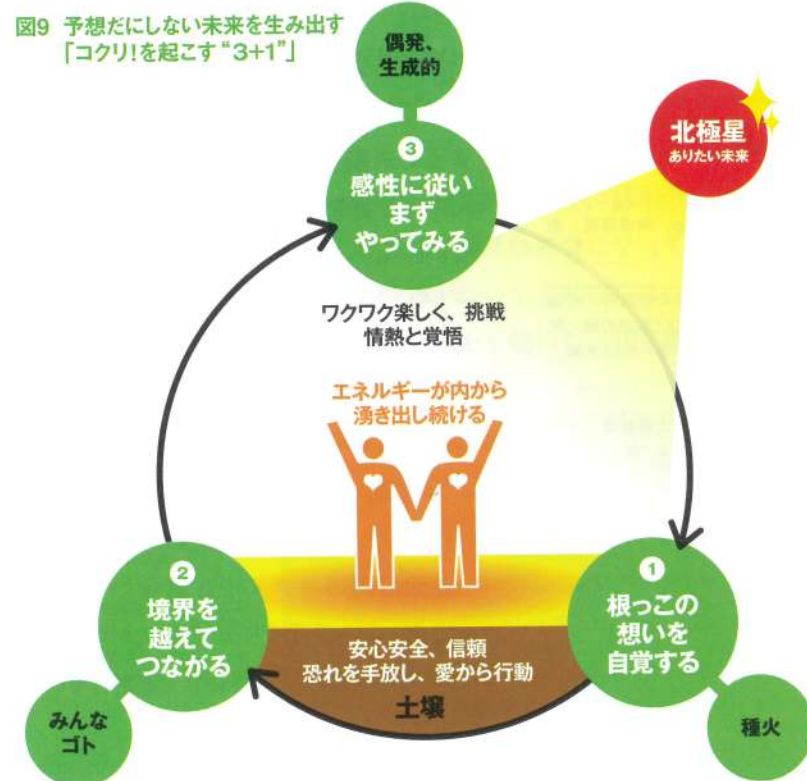 図9 予想だにしない未来を生み出す
「コクリ!を起こす“3+1”」
偶発、
生成的
3
感性に従い
まず
やってみる
北極星
ありたい未来
ワクワク楽しく、挑戦
情熱と覚悟
エネルギーが内から
湧き出し続ける
2
境界を
越えて
つながる
みんな
ゴト
1
根っこの
想いを
自覚する
種火
安心安全、信頼
恐れを手放し、愛から行動
土壌